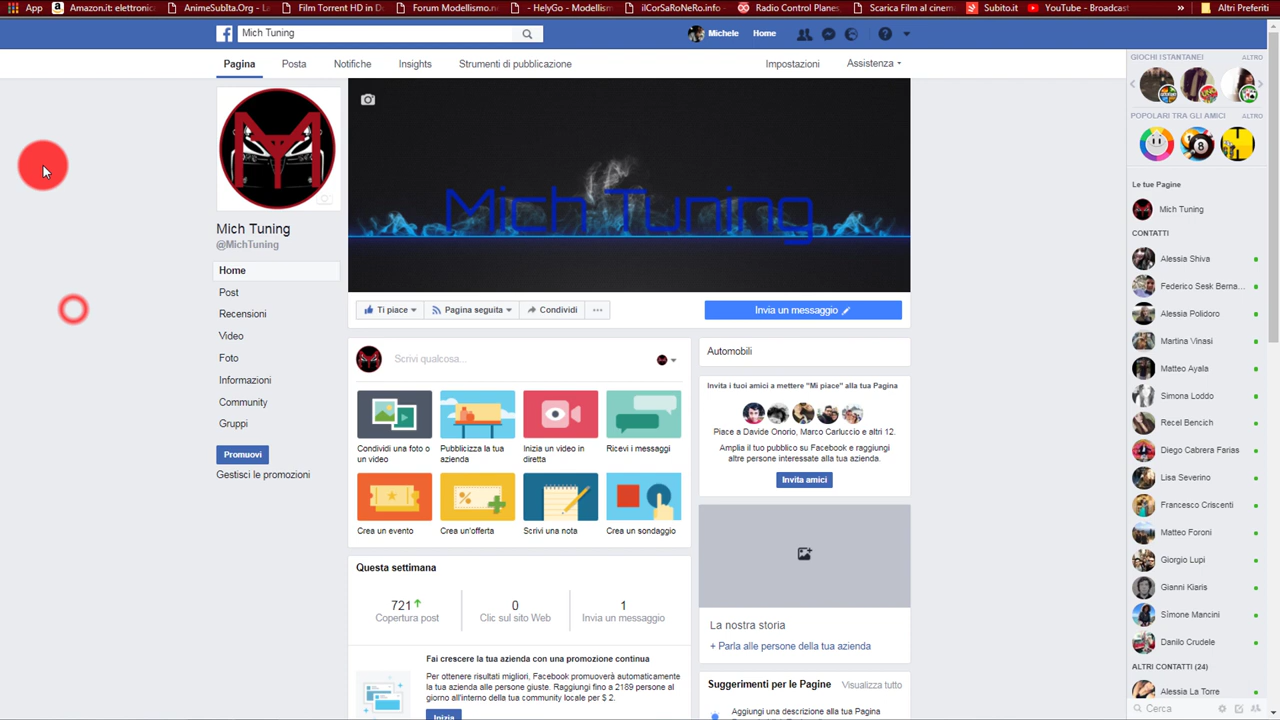 App
Amazon.it: elettronic
AnimeSubIta.Org - L
Film Torrent HD in D
Forum Modellismo.n
- HelyGo - Modellism
ilCorSaRoNeRo.info -
Radio Control Planes,
Scarica Film al cinem
Subito.it
YouTube - Broadcast
»
Altri Preferiti
Mich Tuning
Michele
Home
Pagina
Posta
Notifiche
Insights
Strumenti di pubblicazione
Impostazioni
Assistenza
Mich Tuning
Mich Tuning
@MichTuning
Home
Post
Recensioni
Video
Foto
Informazioni
Community
Gruppi
Promuovi
Gestisci le promozioni
Ti piace
Pagina seguita
Condividi
Invia un messaggio
Scrivi qualcosa...
Condividi una foto o
un video
Pubblicizza la tua
azienda
Inizia un video in
diretta
Ricevi i messaggi
Crea un evento
Crea un'offerta
Scrivi una nota
Crea un sondaggio
Questa settimana
721
Copertura post
0
Clic sul sito Web
1
Invia un messaggio
Fai crescere la tua azienda con una promozione continua
Per ottenere risultati migliori, Facebook promuoverà automaticamente
la tua azienda alle persone giuste. Raggiungi fino a 2189 persone al
giorno all'interno della tua community locale per $ 2.
Inizia
Automobili
Invita i tuoi amici a mettere "Mi piace" alla tua Pagina
Piace a Davide Onorio, Marco Carluccio e altri 12.
Amplia il tuo pubblico su Facebook e raggiungi
altre persone interessate alla tua azienda.
Invita amici
La nostra storia
+ Parla alle persone della tua azienda
Suggerimenti per le Pagine
Visualizza tutto
Aggiungi una descrizione alla tua Pagina
GIOCHI ISTANTANEI
ALTRO
POPOLARI TRA GLI AMICI
ALTRO
8
Le tue Pagine
Mich Tuning
CONTATTI
Alessia Shiva
Federico Sesk Berna...
Alessia Polidoro
Martina Vinasi
Matteo Ayala
Simona Loddo
Recel Bencich
Diego Cabrera Farias
Lisa Severino
Francesco Criscenti
Matteo Foroni
Giorgio Lupi
Gianni Kiaris
Simone Mancini
Danilo Crudele
ALTRI CONTATTI (24)
Alessia La Torre
Cerca